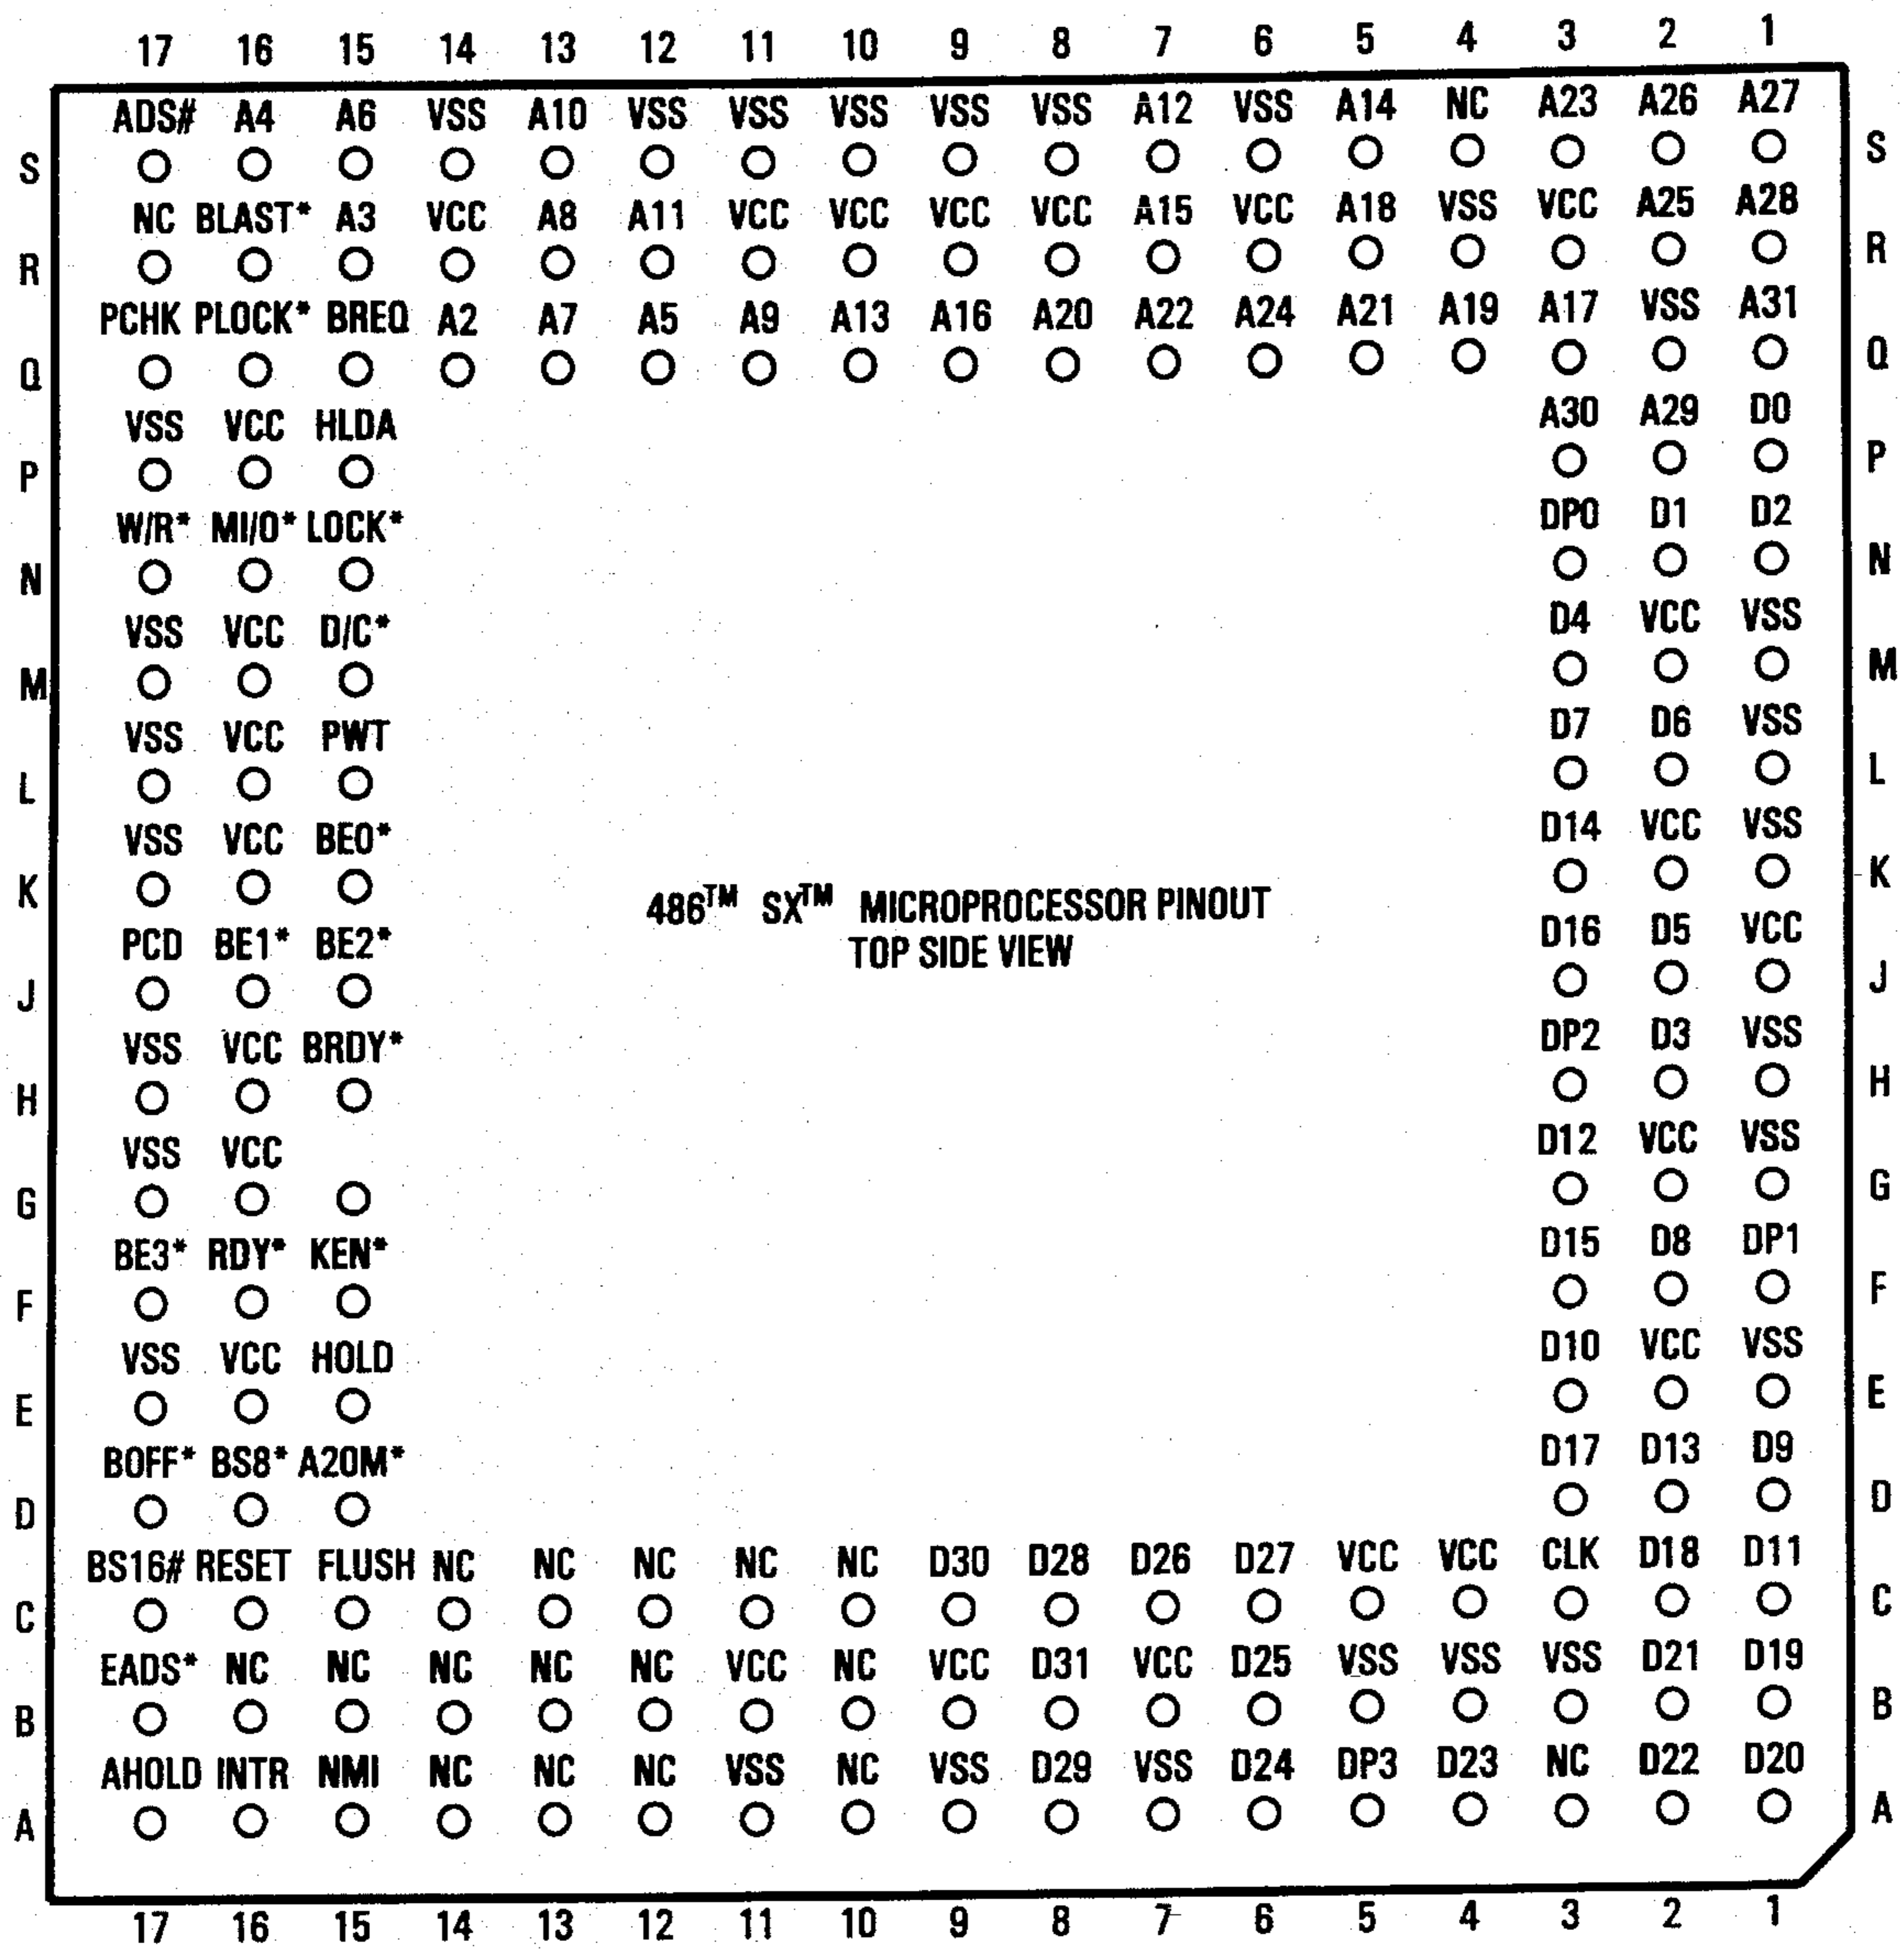 17 16 15 14 13 12 11 10 9 8 7 6 5 4 3 2 1
ADS# A4 A6 VSS A10 VSS VSS VSS VSS VSS A12 VSS A14 NC A23 A26 A27
S S
NC BLAST* A3 VCC A8 A11 VCC VCC VCC VCC A15 VCC A18 VSS VCC A25 A28
R R
PCHK PLOCK* BREQ A2 A7 A5 A9 A13 A16 A20 A22 A24 A21 A19 A17 VSS A31
Q Q
VSS VCC HLDA A30 A29 D0
P P
W/R* MI/O* LOCK* DP0 D1 D2
N N
VSS VCC D/C* D4 VCC VSS
M M
VSS VCC PWT D7 D6 VSS
L L
VSS VCC BE0* D14 VCC VSS
K K
486™ SX™ MICROPROCESSOR PINOUT
PCD BE1* BE2* D16 D5 VCC
TOP SIDE VIEW
J J
VSS VCC BRDY* DP2 D3 VSS
H H
VSS VCC D12 VCC VSS
G G
BE3* RDY* KEN* D15 D8 DP1
F F
VSS VCC HOLD D10 VCC VSS
E E
BOFF* BS8* A20M* D17 D13 D9
D D
BS16# RESET FLUSH NC NC NC NC NC D30 D28 D26 D27 VCC VCC CLK D18 D11
C C
EADS* NC NC NC NC NC VCC NC VCC D31 VCC D25 VSS VSS VSS D21 D19
B B
AHOLD INTR NMI NC NC NC VSS NC VSS D29 VSS D24 DP3 D23 NC D22 D20
A A
17 16 15 14 13 12 11 10 9 8 7 6 5 4 3 2 1